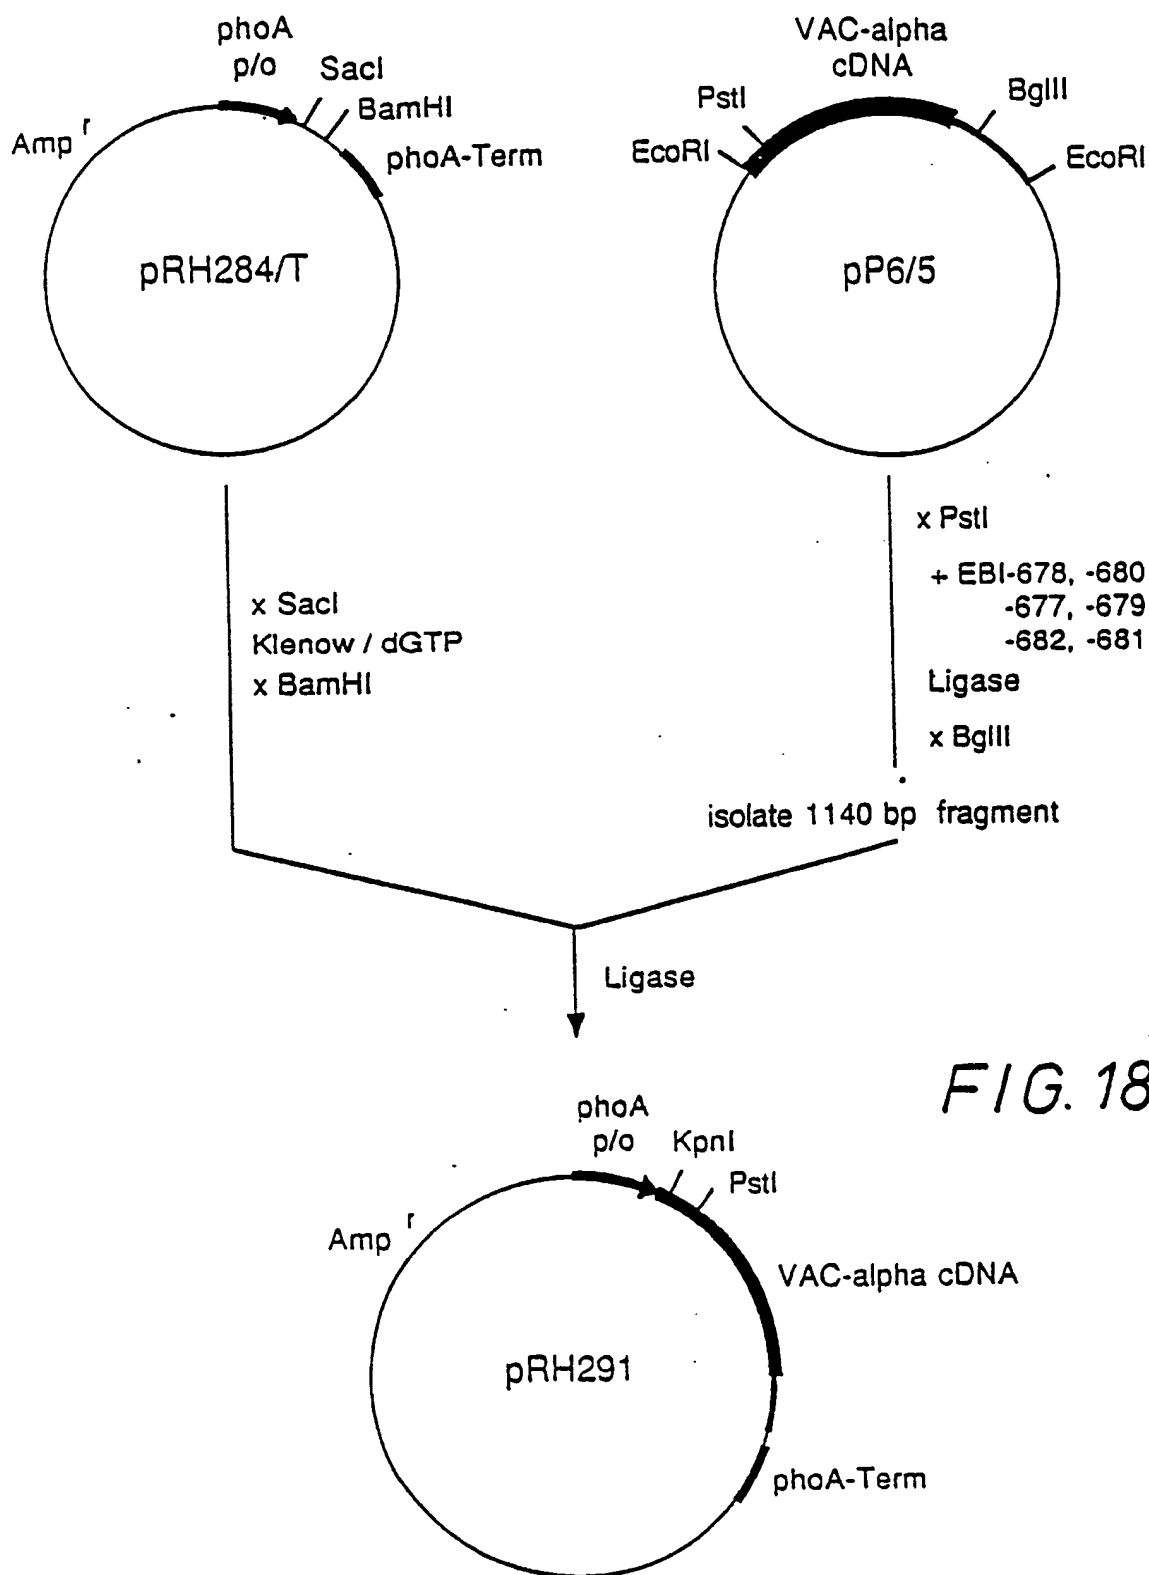 phoA
p/o
SacI
BamHI
Amp r
phoA-Term
pRH284/T
VAC-alpha
cDNA
PstI
BglII
EcoRI
EcoRI
pP6/5
x SacI
Klenow / dGTP
x BamHI
x PstI
+ EBI-678, -680
-677, -679
-682, -681
Ligase
x BglII
isolate 1140 bp fragment
Ligase
FIG. 18
phoA
p/o
KpnI
PstI
Amp r
VAC-alpha cDNA
pRH291
phoA-Term